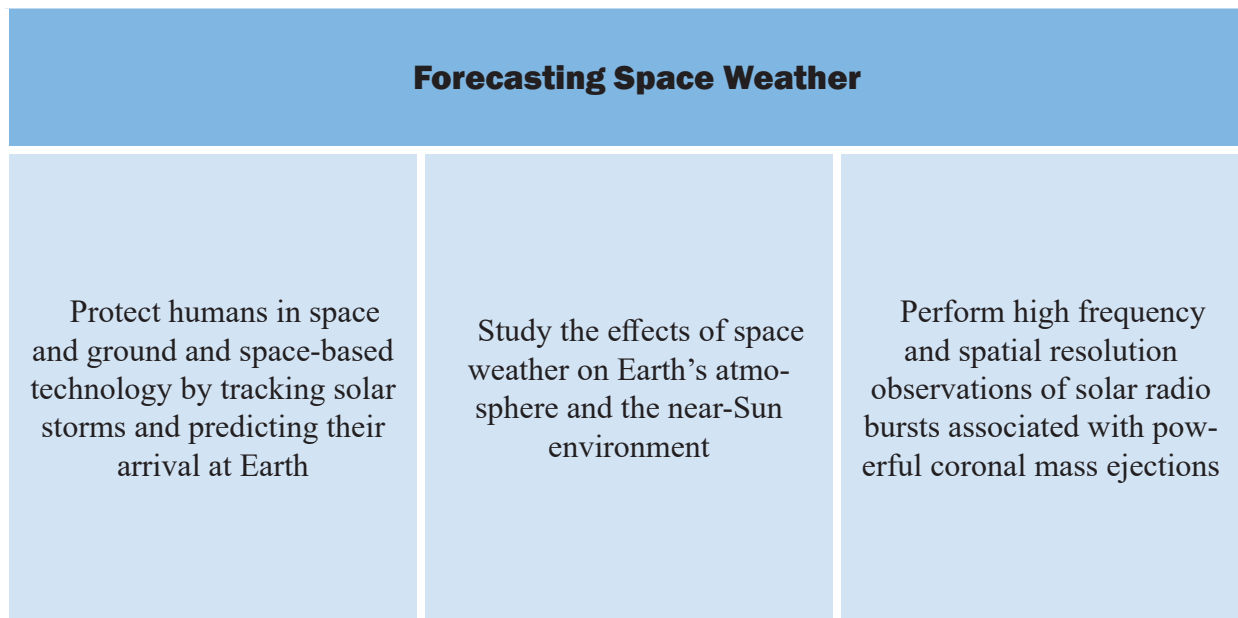 Forecasting Space Weather
Protect humans in space
and ground and space-based
technology by tracking solar
storms and predicting their
arrival at Earth
Study the effects of space
weather on Earth’s atmo-
sphere and the near-Sun
environment
Perform high frequency
and spatial resolution
observations of solar radio
bursts associated with pow-
erful coronal mass ejections